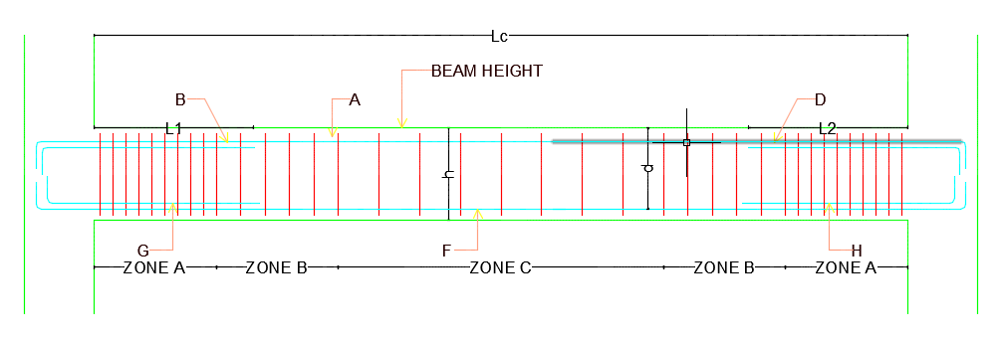 Lc
BEAM HEIGHT
B
A
D
L1
L2
h
d
G
F
H
ZONE A
ZONE B
ZONE C
ZONE B
ZONE A